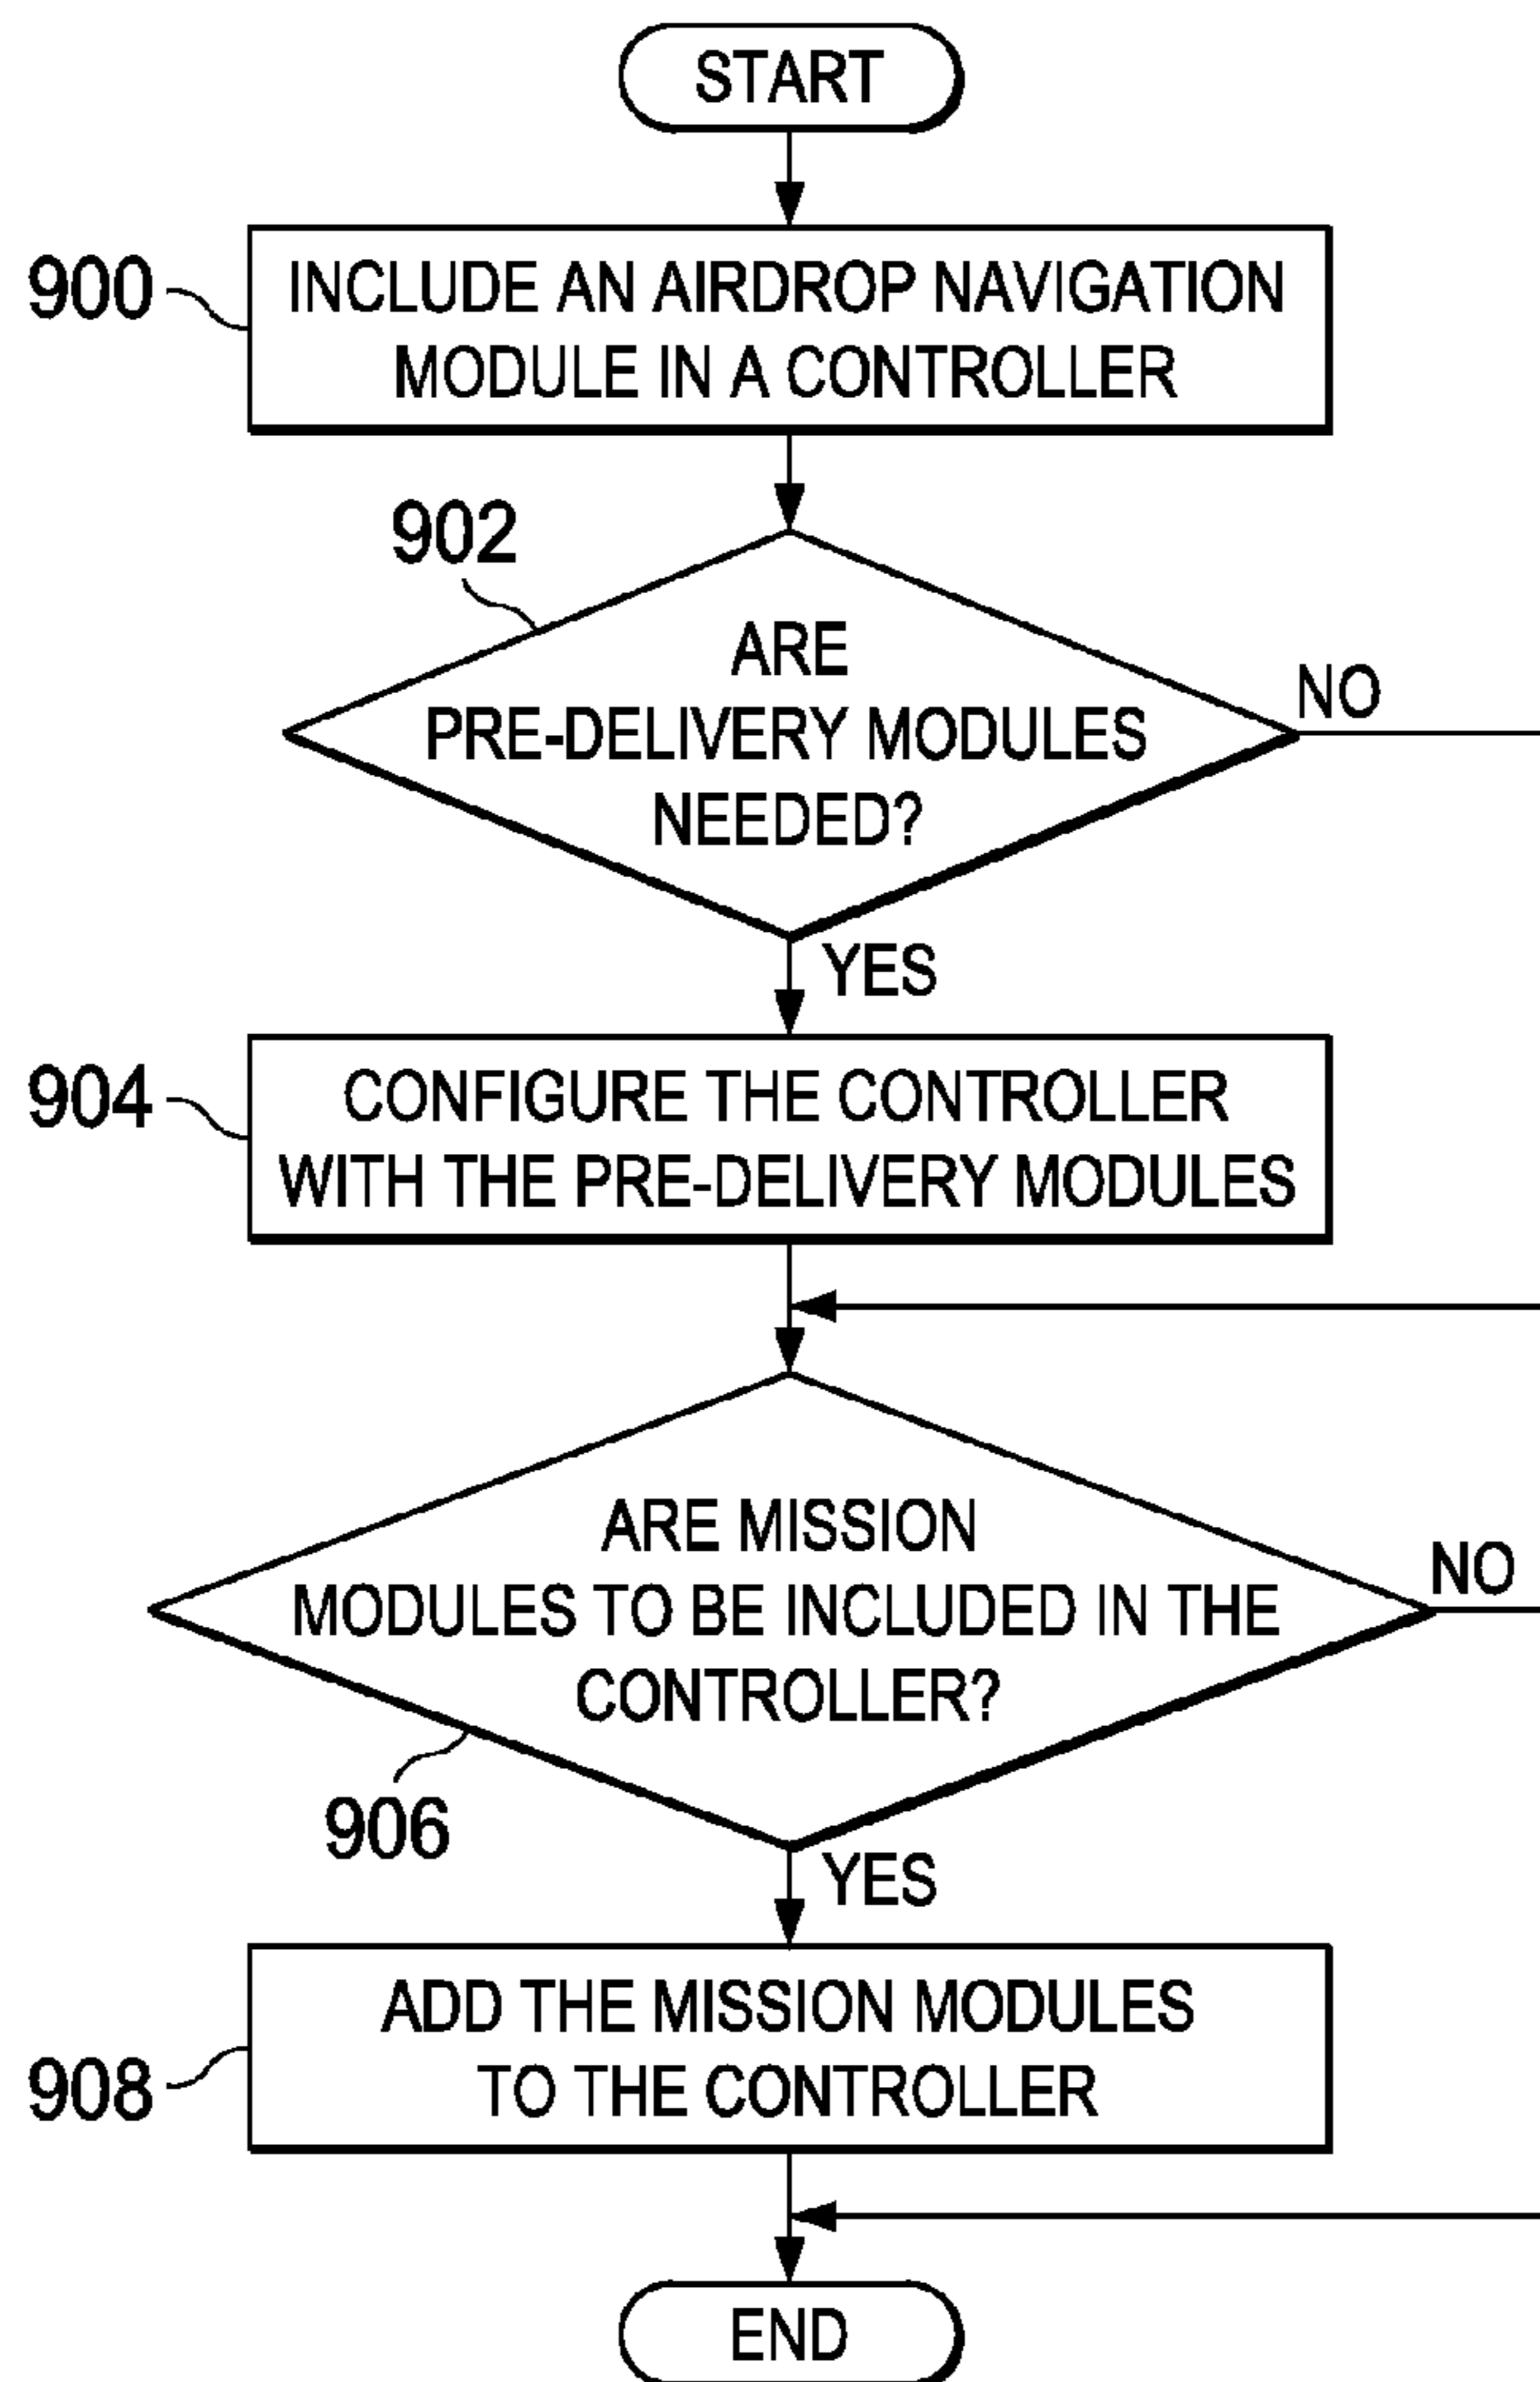 START
900
INCLUDE AN AIRDROP NAVIGATION
MODULE IN A CONTROLLER
902
ARE
PRE-DELIVERY MODULES
NEEDED?
NO
YES
904
CONFIGURE THE CONTROLLER
WITH THE PRE-DELIVERY MODULES
ARE MISSION
MODULES TO BE INCLUDED IN THE
CONTROLLER?
NO
906
YES
908
ADD THE MISSION MODULES
TO THE CONTROLLER
END